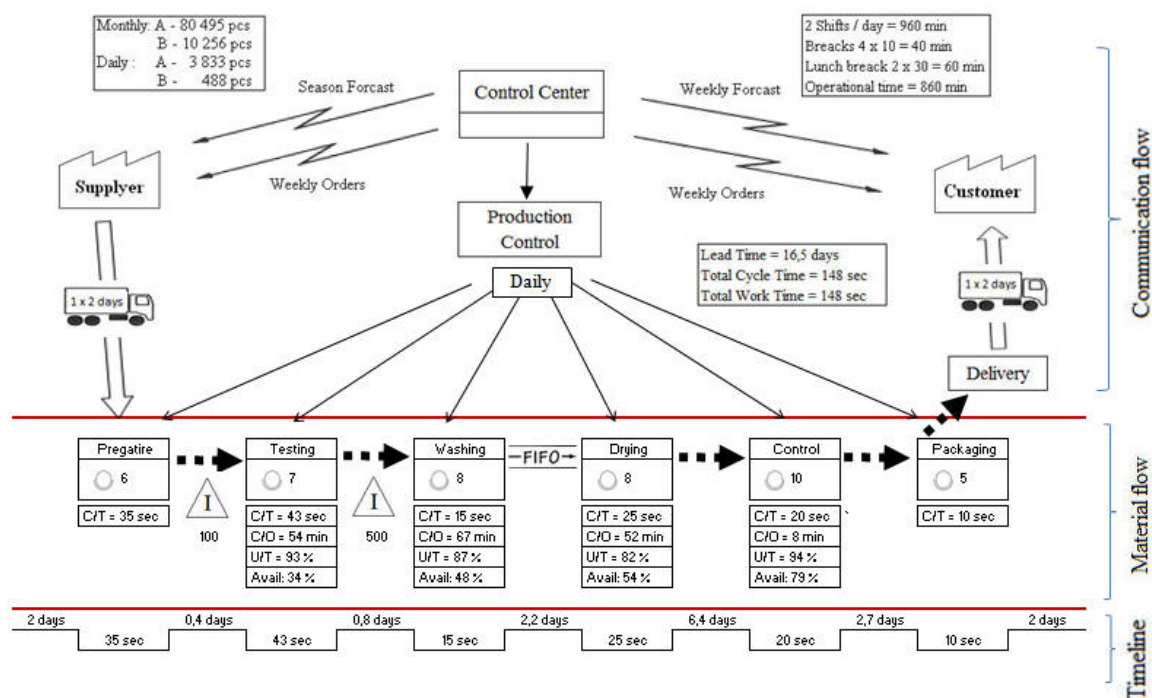 Monthly: A - 80 495 pcs
B - 10 256 pcs
Daily : A - 3 833 pcs
B - 488 pcs
2 Shifts / day = 960 min
Breacks 4 x 10 = 40 min
Lunch breack 2 x 30 = 60 min
Operational time = 860 min
Season Forcast
Control Center
Weekly Forcast
Supplyer
Weekly Orders
Weekly Orders
Customer
Production
Control
Daily
Lead Time = 16,5 days
Total Cycle Time = 148 sec
Total Work Time = 148 sec
1 x 2 days
1 x 2 days
Delivery
Communication flow
Pregatire
6
C/T = 35 sec
I
100
Testing
7
C/T = 43 sec
C/O = 54 min
U/T = 93 %
Avail: 34 %
I
500
Washing
8
C/T = 15 sec
C/O = 67 min
U/T = 87 %
Avail: 48 %
FIFO
Drying
8
C/T = 25 sec
C/O = 52 min
U/T = 82 %
Avail: 54 %
Control
10
C/T = 20 sec
C/O = 8 min
U/T = 94 %
Avail: 79 %
Packaging
5
C/T = 10 sec
Material flow
2 days
0,4 days
0,8 days
2,2 days
6,4 days
2,7 days
2 days
35 sec
43 sec
15 sec
25 sec
20 sec
10 sec
Timeline